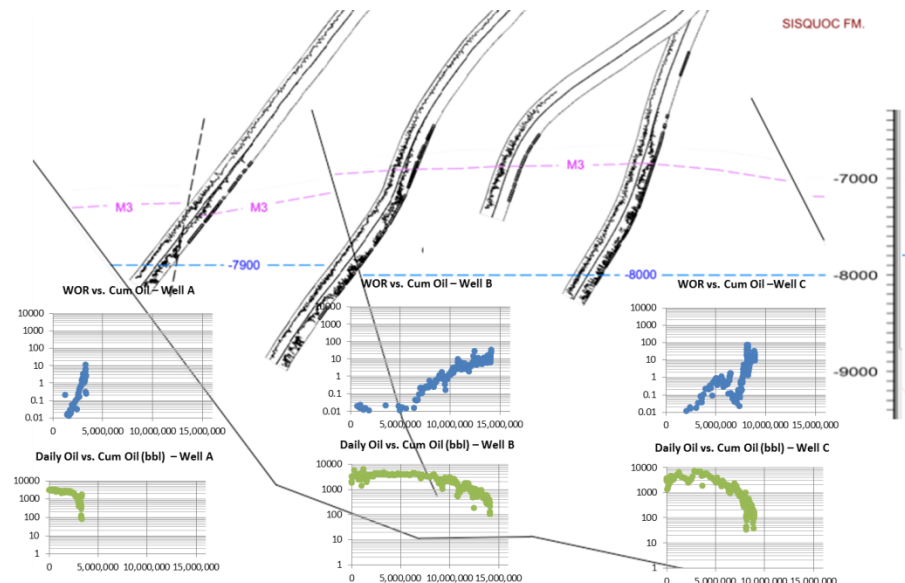 SISQUOC FM.
M3
M3
M3
-7000
-7900
-8000
-8000
-9000
WOR vs. Cum Oil – Well A
10000
1000
100
10
1
0.1
0.01
0 5,000,000 10,000,000 15,000,000
WOR vs. Cum Oil – Well B
10000
1000
100
10
1
0.1
0.01
0 5,000,000 10,000,000 15,000,000
WOR vs. Cum Oil –Well C
10000
1000
100
10
1
0.1
0.01
0 5,000,000 10,000,000 15,000,000
Daily Oil vs. Cum Oil (bbl) – Well A
10000
1000
100
10
1
0 5,000,000 10,000,000 15,000,000
Daily Oil vs. Cum Oil (bbl) – Well B
10000
1000
100
10
1
0 5,000,000 10,000,000 15,000,000
Daily Oil vs. Cum Oil (bbl) – Well C
10000
1000
100
10
1
0 5,000,000 10,000,000 15,000,000